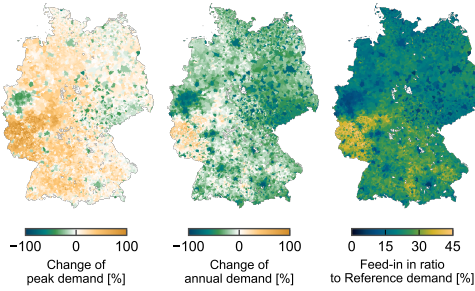 −100 0 100
Change of
peak demand [%]
−100 0 100
Change of
annual demand [%]
0 15 30 45
Feed-in in ratio
to Reference demand [%]